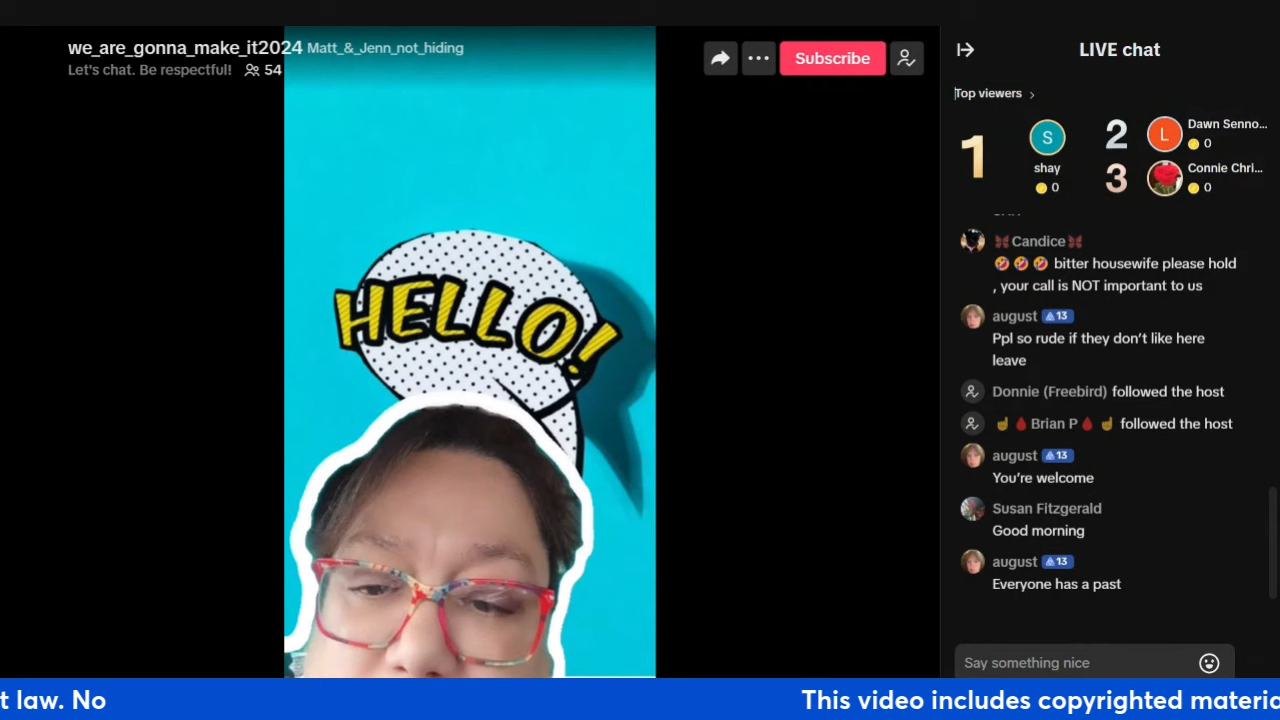 we_are_gonna_make_it2024 Matt_&_Jenn_not_hiding
Let's chat. Be respectful! 54
Subscribe
LIVE chat
Top viewers
1
S
shay
0
2
L
Dawn Senno...
0
3
Connie Chri...
0
HELLO!
Candice
🤣 🤣 🤣 bitter housewife please hold
, your call is NOT important to us
august 13
Ppl so rude if they don't like here
leave
Donnie (Freebird) followed the host
☝🩸 Brian P🩸 ☝ followed the host
august 13
You're welcome
Susan Fitzgerald
Good morning
august 13
Everyone has a past
Say something nice
t law. No
This video includes copyrighted materi